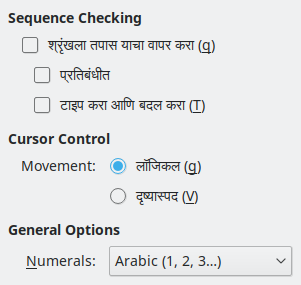 Sequence Checking
श्रृंखला तपास याचा वापर करा (q)
प्रतिबंधीत
टाइप करा आणि बदल करा (T)
Cursor Control
Movement: लॉजिकल (g)
दृष्यास्पद (V)
General Options
Numerals: Arabic (1, 2, 3...)